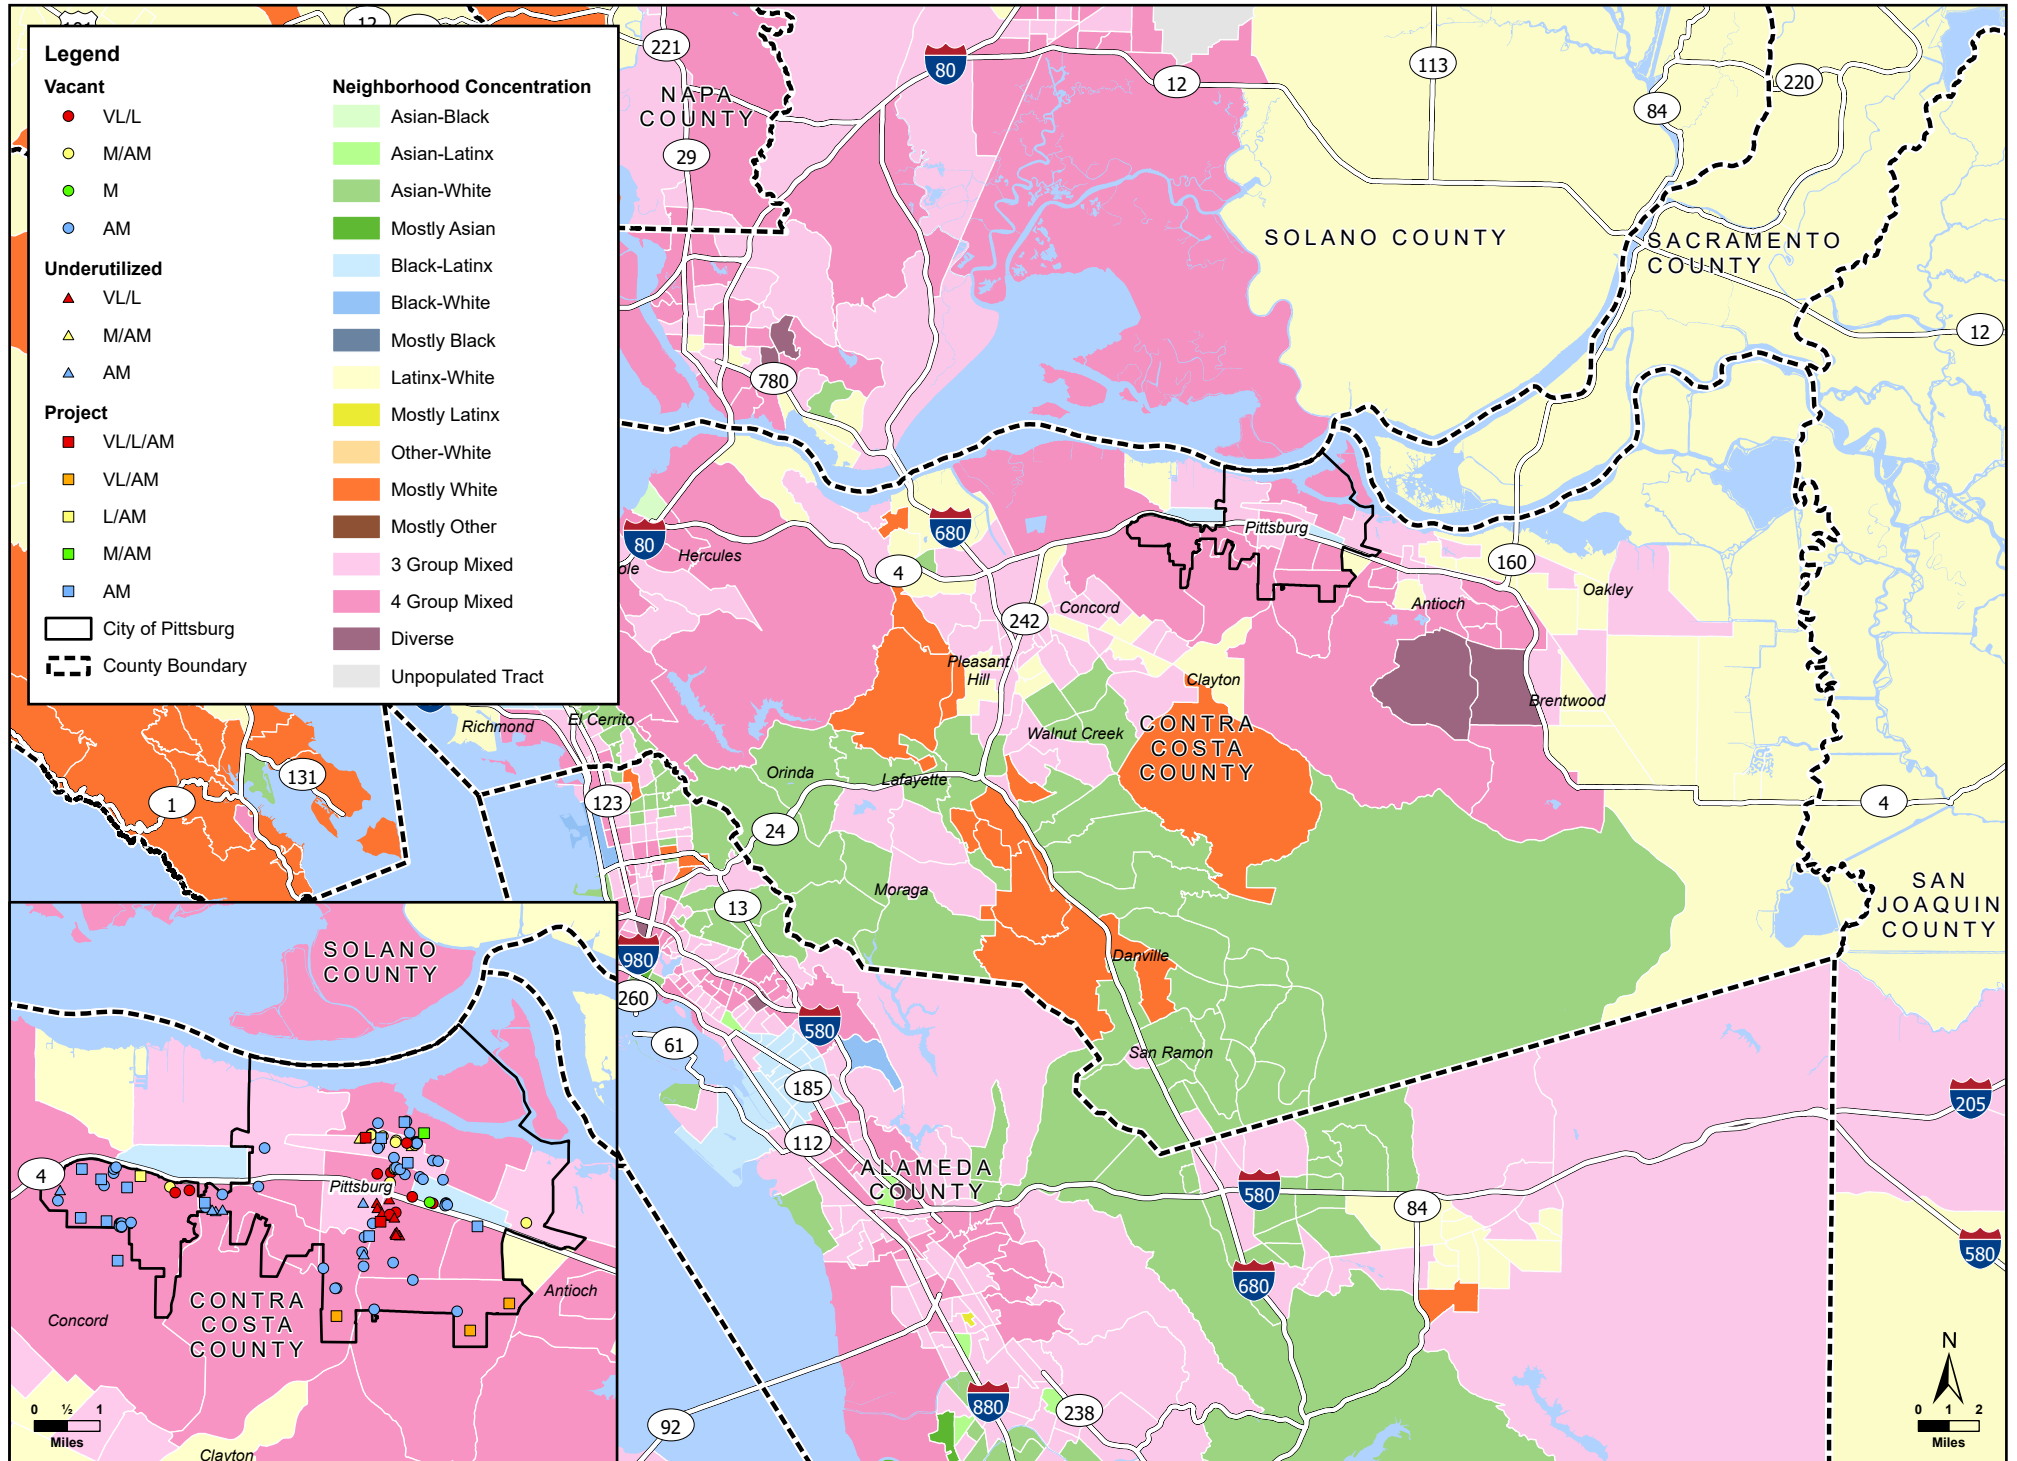 Legend
Vacant
VL/L
M/AM
M
AM
Underutilized
VL/L
M/AM
AM
Project
VL/L/AM
VL/AM
L/AM
M/AM
AM
City of Pittsburg
County Boundary
Neighborhood Concentration
Asian-Black
Asian-Latinx
Asian-White
Mostly Asian
Black-Latinx
Black-White
Mostly Black
Latinx-White
Mostly Latinx
Other-White
Mostly White
Mostly Other
3 Group Mixed
4 Group Mixed
Diverse
Unpopulated Tract
12
221
80
12
113
84
220
NAPA
COUNTY
29
SOLANO COUNTY
SACRAMENTO
COUNTY
12
780
80
Hercules
680
4
Pittsburg
160
Oakley
Antioch
Concord
242
Pleasant
Hill
Clayton
Brentwood
Richmond
El Cerrito
Walnut Creek
CONTRA
COSTA
COUNTY
131
1
123
Orinda
Lafayette
24
4
Moraga
13
SAN
JOAQUIN
COUNTY
980
Danville
260
580
61
San Ramon
185
205
112
ALAMEDA
COUNTY
580
84
580
680
880
238
92
N
0 1 2
Miles
SOLANO
COUNTY
4
Pittsburg
Antioch
CONTRA
COSTA
COUNTY
Concord
0 ½ 1
Miles
Clayton